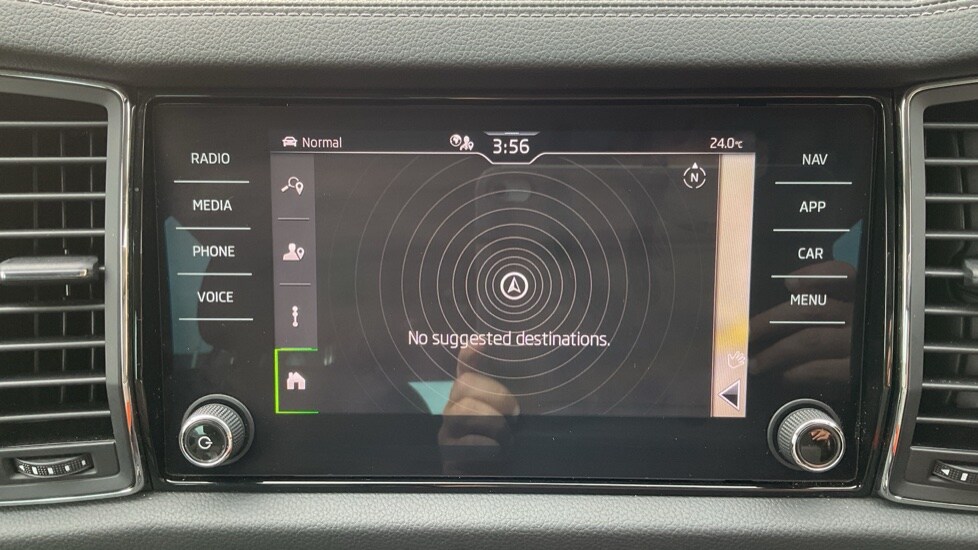 Normal
3:56
24.0°C
RADIO
MEDIA
PHONE
VOICE
N
No suggested destinations.
NAV
APP
CAR
MENU